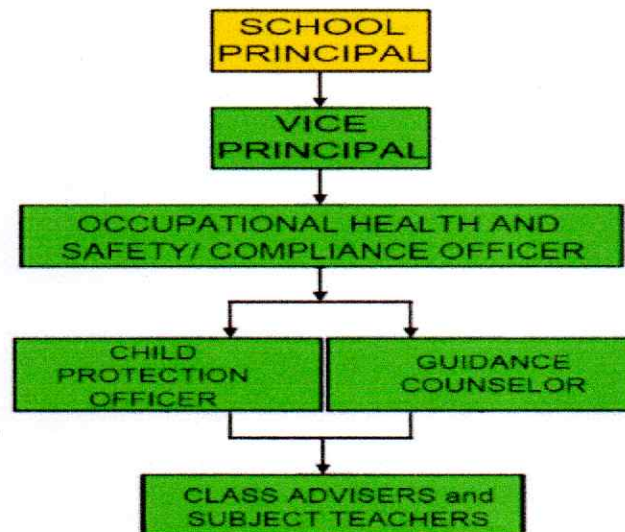 SCHOOL
PRINCIPAL
VICE
PRINCIPAL
OCCUPATIONAL HEALTH AND
SAFETY/ COMPLIANCE OFFICER
CHILD
PROTECTION
OFFICER
GUIDANCE
COUNSELOR
CLASS ADVISERS and
SUBJECT TEACHERS